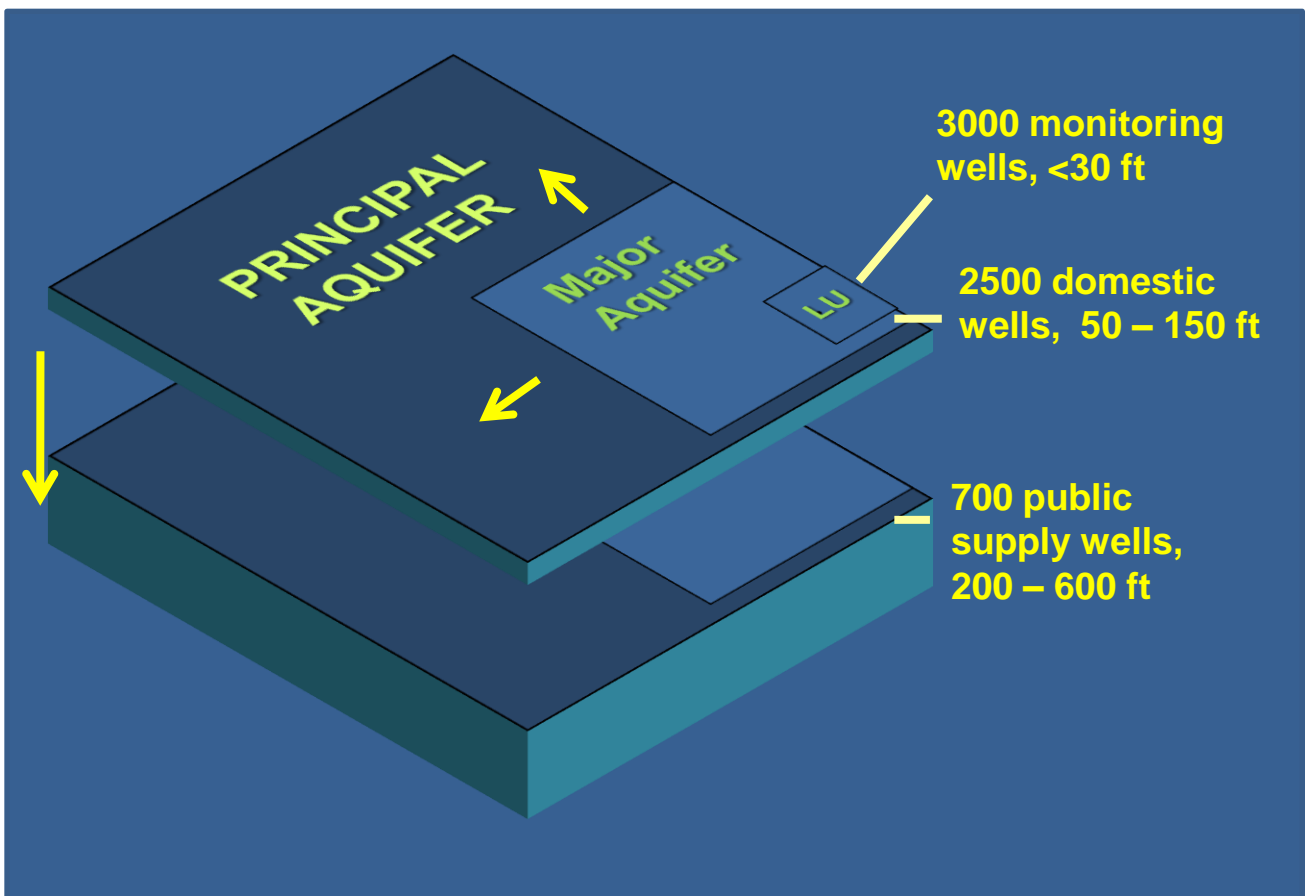 PRINCIPAL
AQUIFER
Major
Aquifer
LU
3000 monitoring
wells, <30 ft
2500 domestic
wells,  50 – 150 ft
700 public
supply wells,
200 – 600 ft